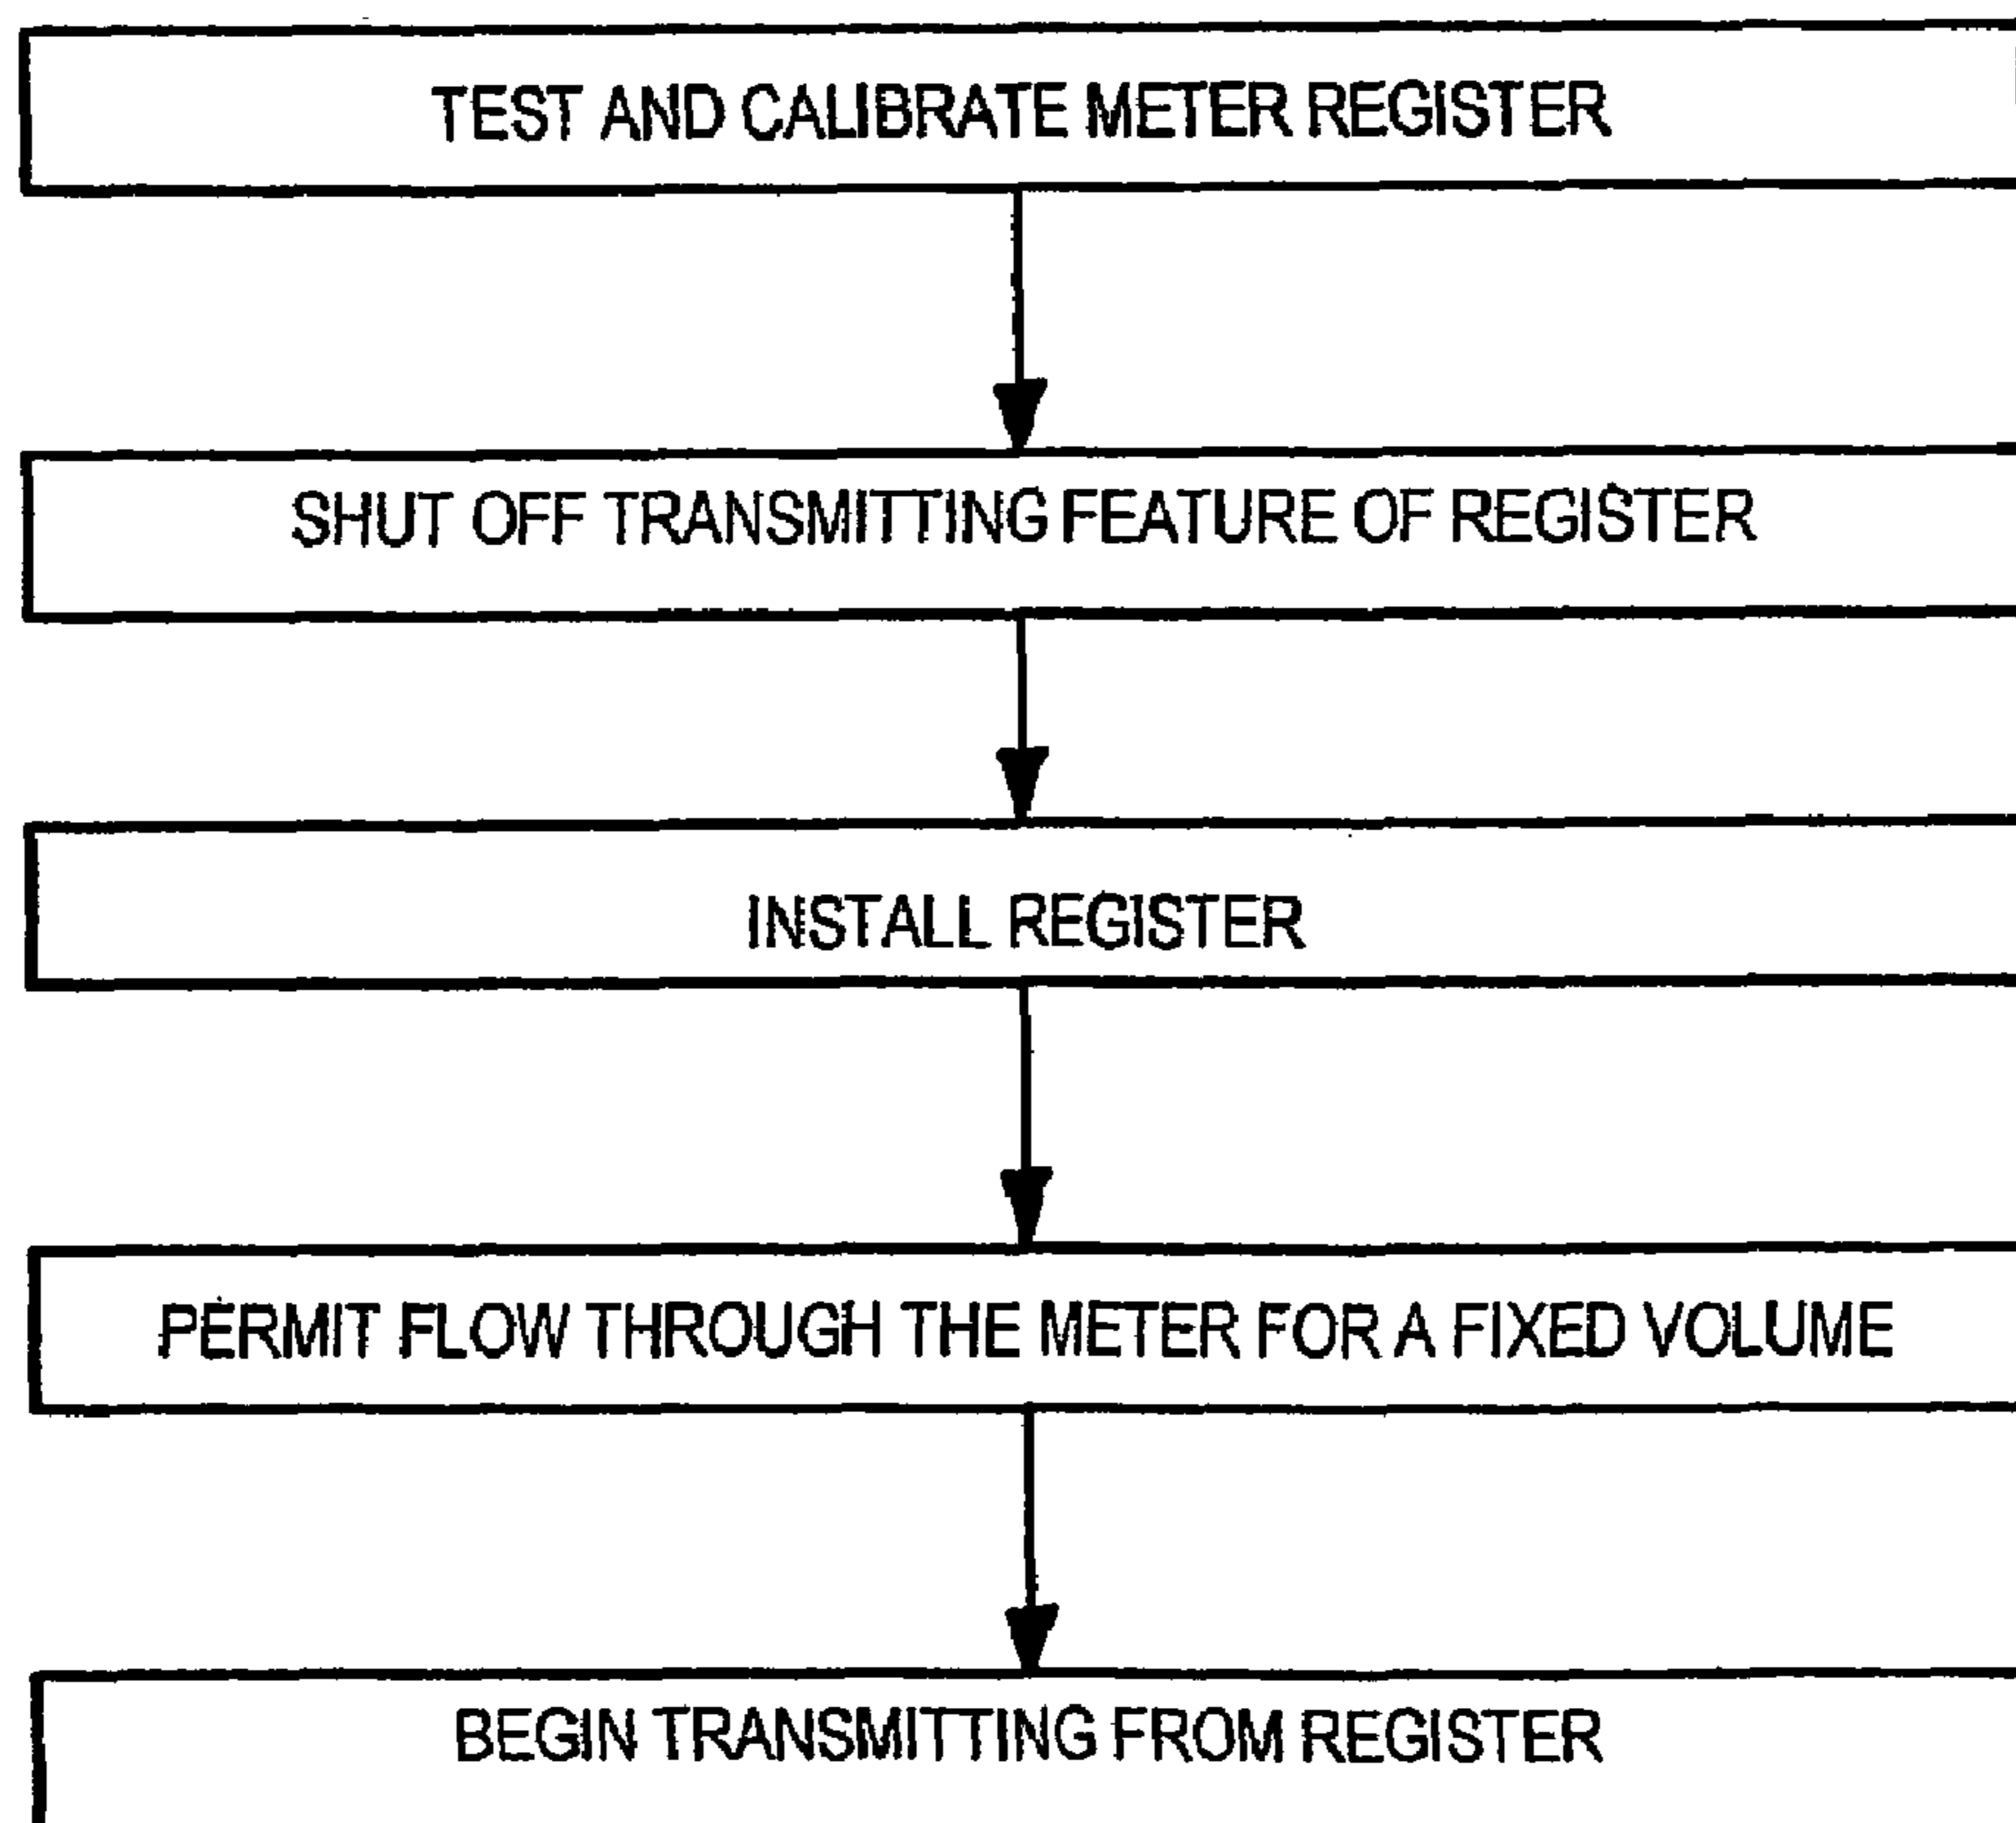 TEST AND CALIBRATE METER REGISTER
SHUT OFF TRANSMITTING FEATURE OF REGISTER
INSTALL REGISTER
PERMIT FLOW THROUGH THE METER FOR A FIXED VOLUME
BEGIN TRANSMITTING FROM REGISTER